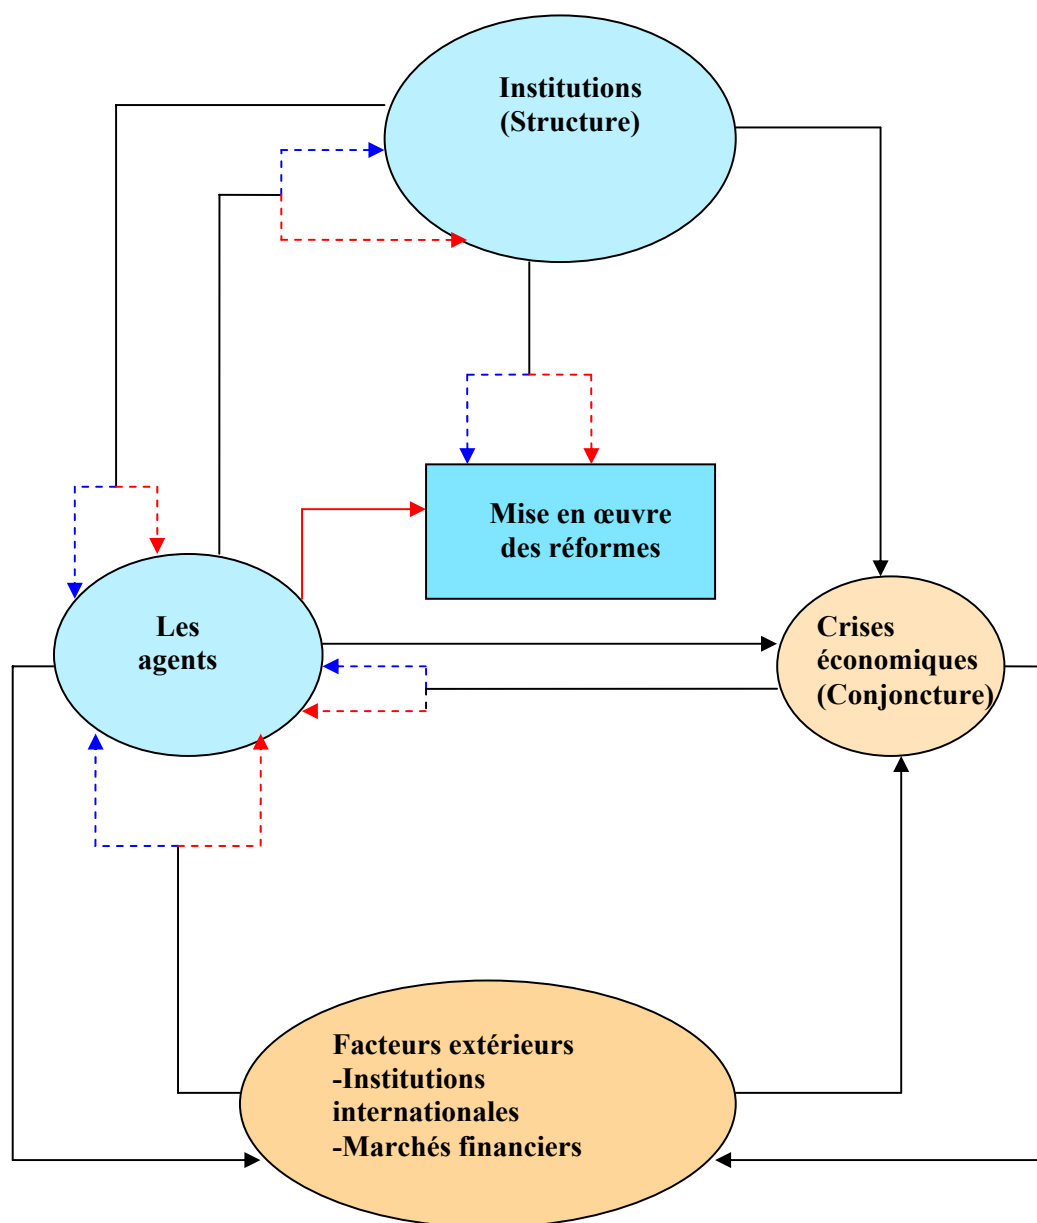 Institutions
(Structure)
Mise en œuvre
des réformes
Les
agents
Crises
économiques
(Conjoncture)
Facteurs extérieurs
-Institutions
internationales
-Marchés financiers